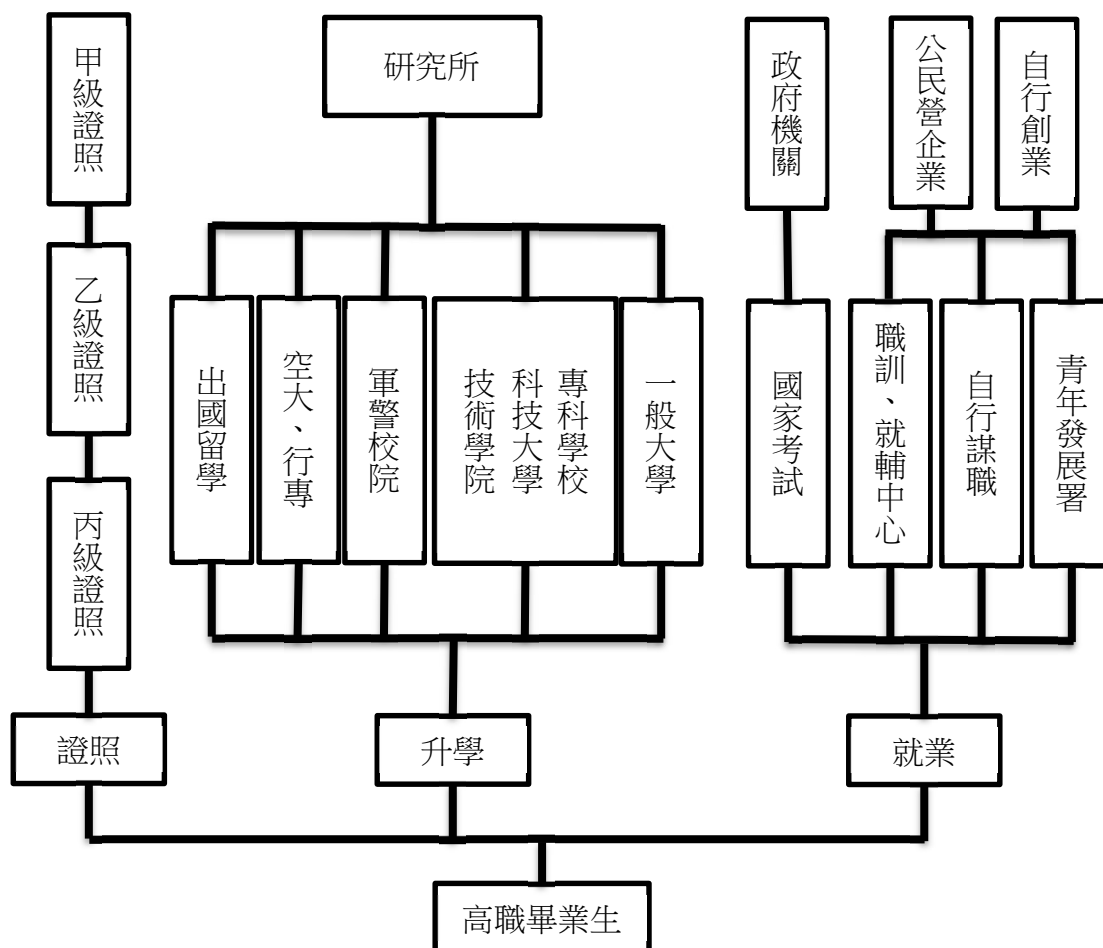 甲級證照
研究所
政府機關
公民營企業
自行創業
乙級證照
出國留學
空大、行專
軍警校院
專科學校
科技大學
技術學院
一般大學
國家考試
職訓、就輔中心
自行謀職
青年發展署
丙級證照
證照
升學
就業
高職畢業生